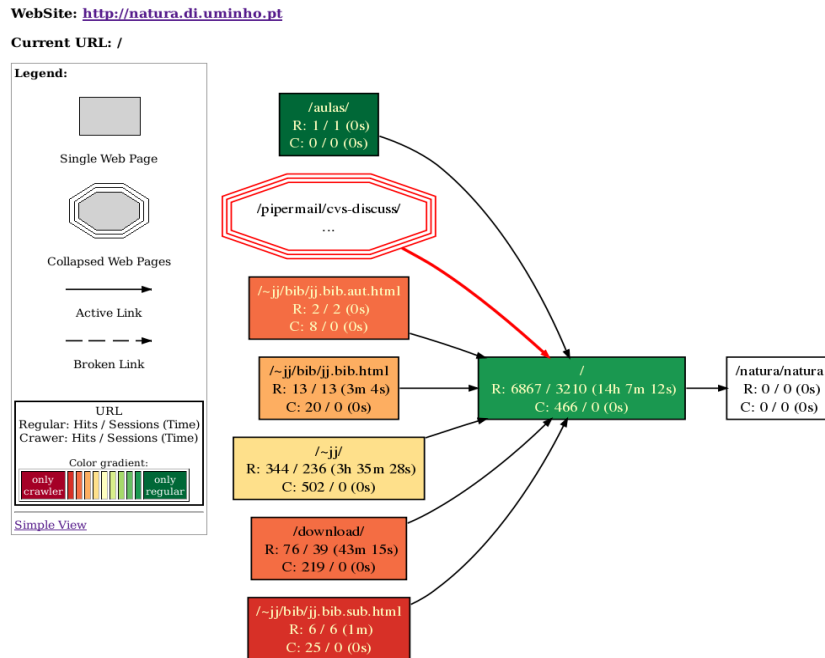 WebSite: http://natura.di.uminho.pt
Current URL: /
Legend:
Single Web Page
Collapsed Web Pages
Active Link
Broken Link
URL
Regular: Hits / Sessions (Time)
Crawer: Hits / Sessions (Time)
Color gradient:
only crawler
only regular
Simple View
/aulas/
R: 1 / 1 (0s)
C: 0 / 0 (0s)
/pipermail/cvs-discuss/
...
/~jj/bib/jj.bib.aut.html
R: 2 / 2 (0s)
C: 8 / 0 (0s)
/~jj/bib/jj.bib.html
R: 13 / 13 (3m 4s)
C: 20 / 0 (0s)
/~jj/
R: 344 / 236 (3h 35m 28s)
C: 502 / 0 (0s)
/download/
R: 76 / 39 (43m 15s)
C: 219 / 0 (0s)
/~jj/bib/jj.bib.sub.html
R: 6 / 6 (1m)
C: 25 / 0 (0s)
/
R: 6867 / 3210 (14h 7m 12s)
C: 466 / 0 (0s)
/natura/natura
R: 0 / 0 (0s)
C: 0 / 0 (0s)